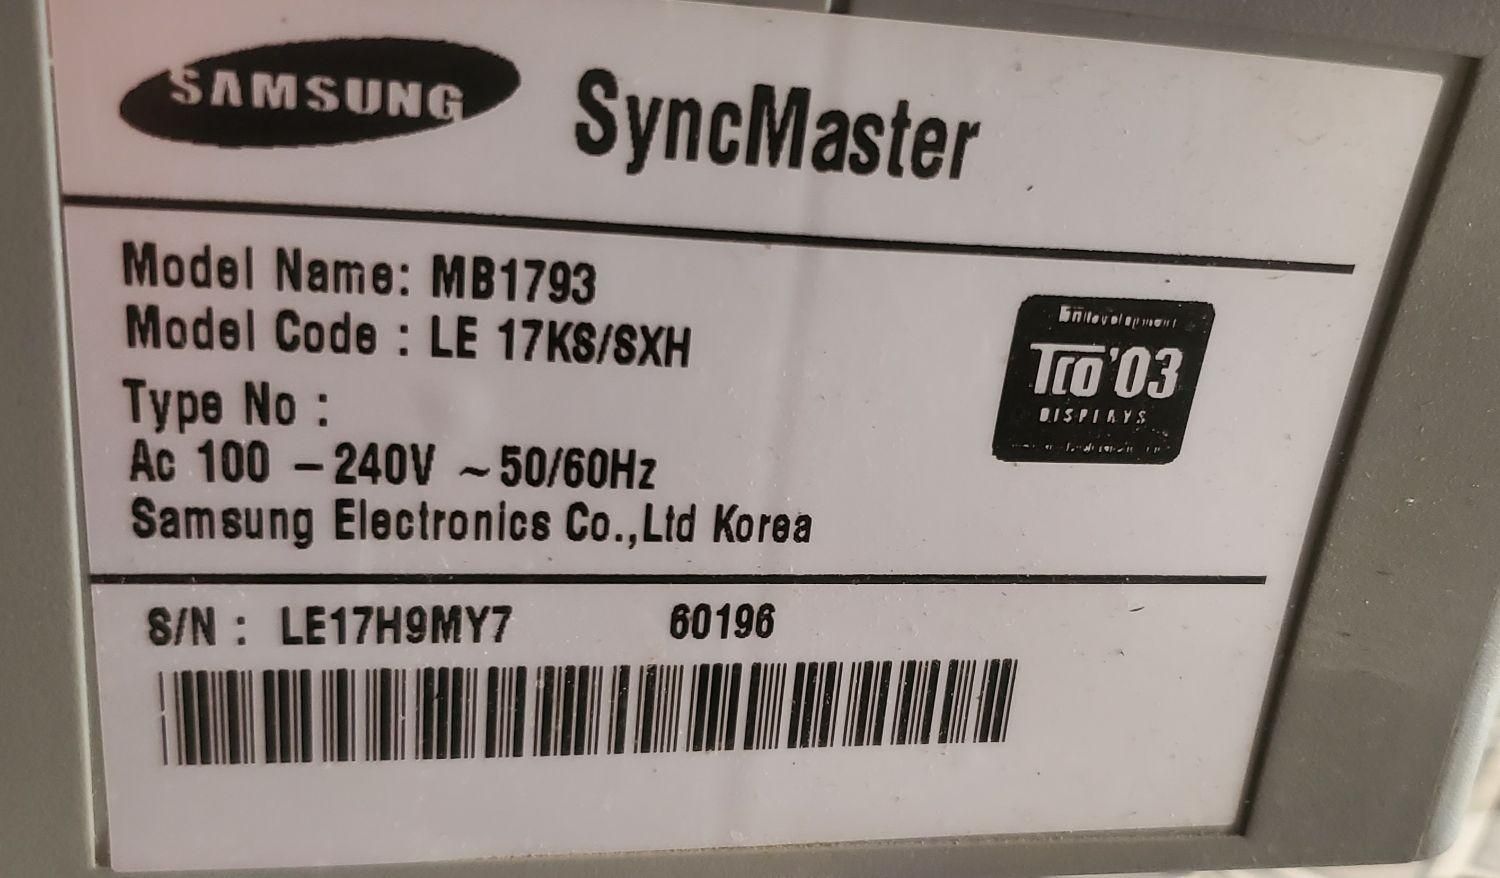 SAMSUNG SyncMaster
Model Name: MB1793
Model Code : LE 17KS/SXH
Type No :
Ac 100 – 240V ~ 50/60Hz
Samsung Electronics Co.,Ltd Korea
Tco'03
DISPLAYS
S/N : LE17H9MY7 60196